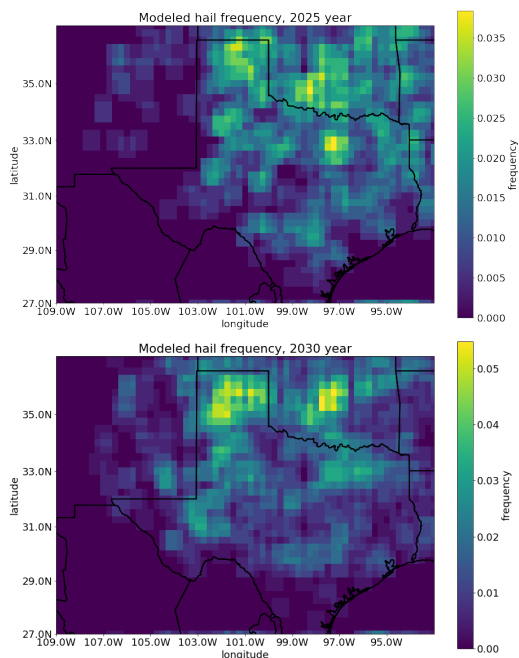 Modeled hail frequency, 2025 year
35.0N
33.0N
31.0N
29.0N
27.0N
latitude
109.0W 107.0W 105.0W 103.0W 101.0W 99.0W 97.0W 95.0W
longitude
0.035
0.030
0.025
0.020
0.015
0.010
0.005
0.000
frequency
Modeled hail frequency, 2030 year
35.0N
33.0N
31.0N
29.0N
27.0N
latitude
109.0W 107.0W 105.0W 103.0W 101.0W 99.0W 97.0W 95.0W
longitude
0.05
0.04
0.03
0.02
0.01
0.00
frequency